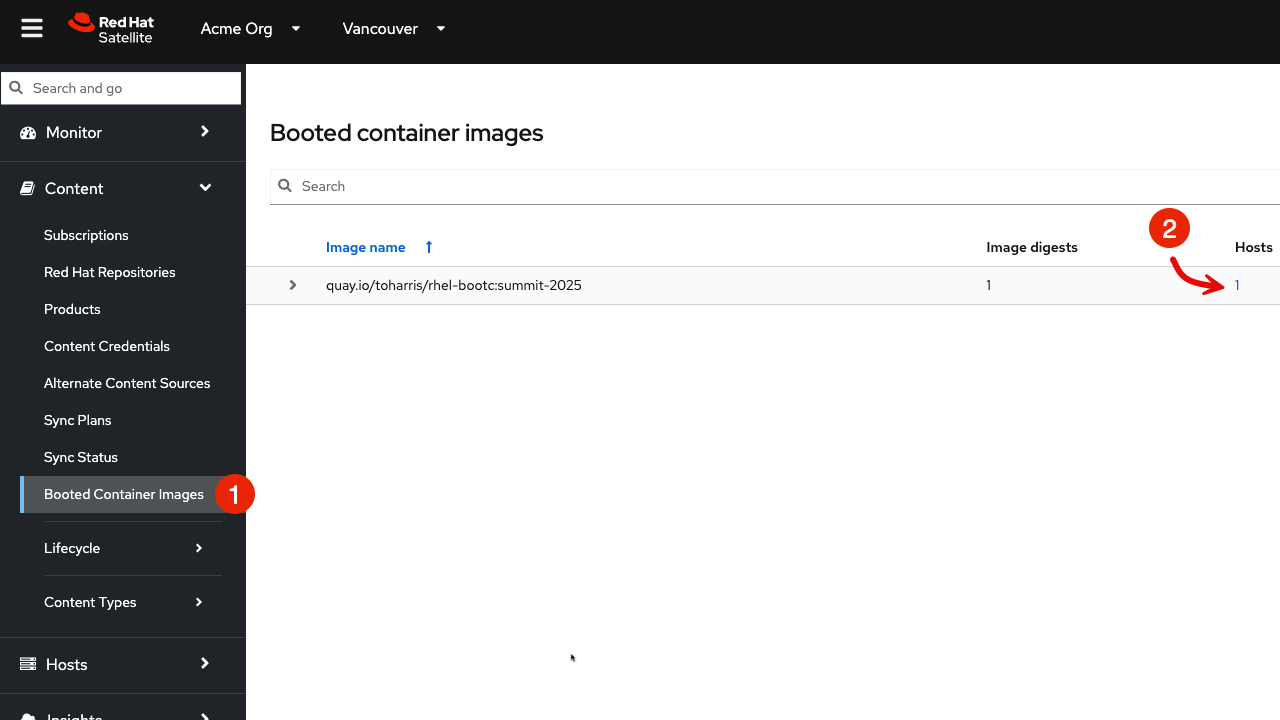 Red Hat
Satellite
Acme Org
Vancouver
Search and go
Monitor
Content
Subscriptions
Red Hat Repositories
Products
Content Credentials
Alternate Content Sources
Sync Plans
Sync Status
Booted Container Images
1
Lifecycle
Content Types
Hosts
Insights
Booted container images
Search
2
Image name Image digests Hosts
quay.io/toharris/rhel-bootc:summit-2025 1 1